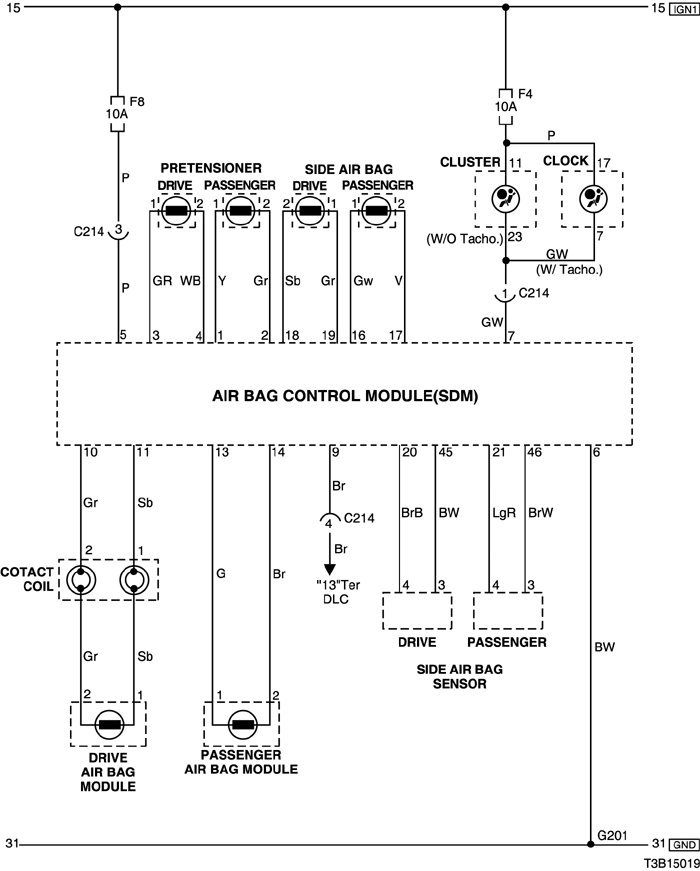 15 15 IGN1
F8 F4
10A 10A
P
PRETENSIONER SIDE AIR BAG CLUSTER 11 CLOCK 17
P DRIVE PASSENGER DRIVE PASSENGER
1 2 1 2 2 1 1 2
C214 3 (W/O Tacho.) 23 7
GW
(W/ Tacho.)
P GR WB Y Gr Sb Gr Gw V
1 C214
GW
5 3 4 1 2 18 19 16 17 7
AIR BAG CONTROL MODULE(SDM)
10 11 13 14 9 20 45 21 46 6
Br
Gr Sb BrB BW LgR BrW
4 C214
2 1 Br
COTACT
COIL
G Br "13"Ter
DLC
4 3 4 3
DRIVE PASSENGER
Gr Sb BW
SIDE AIR BAG
SENSOR
2 1 1 2
DRIVE
AIR BAG
MODULE
PASSENGER
AIR BAG MODULE
G201
31 31 GND
T3B15019